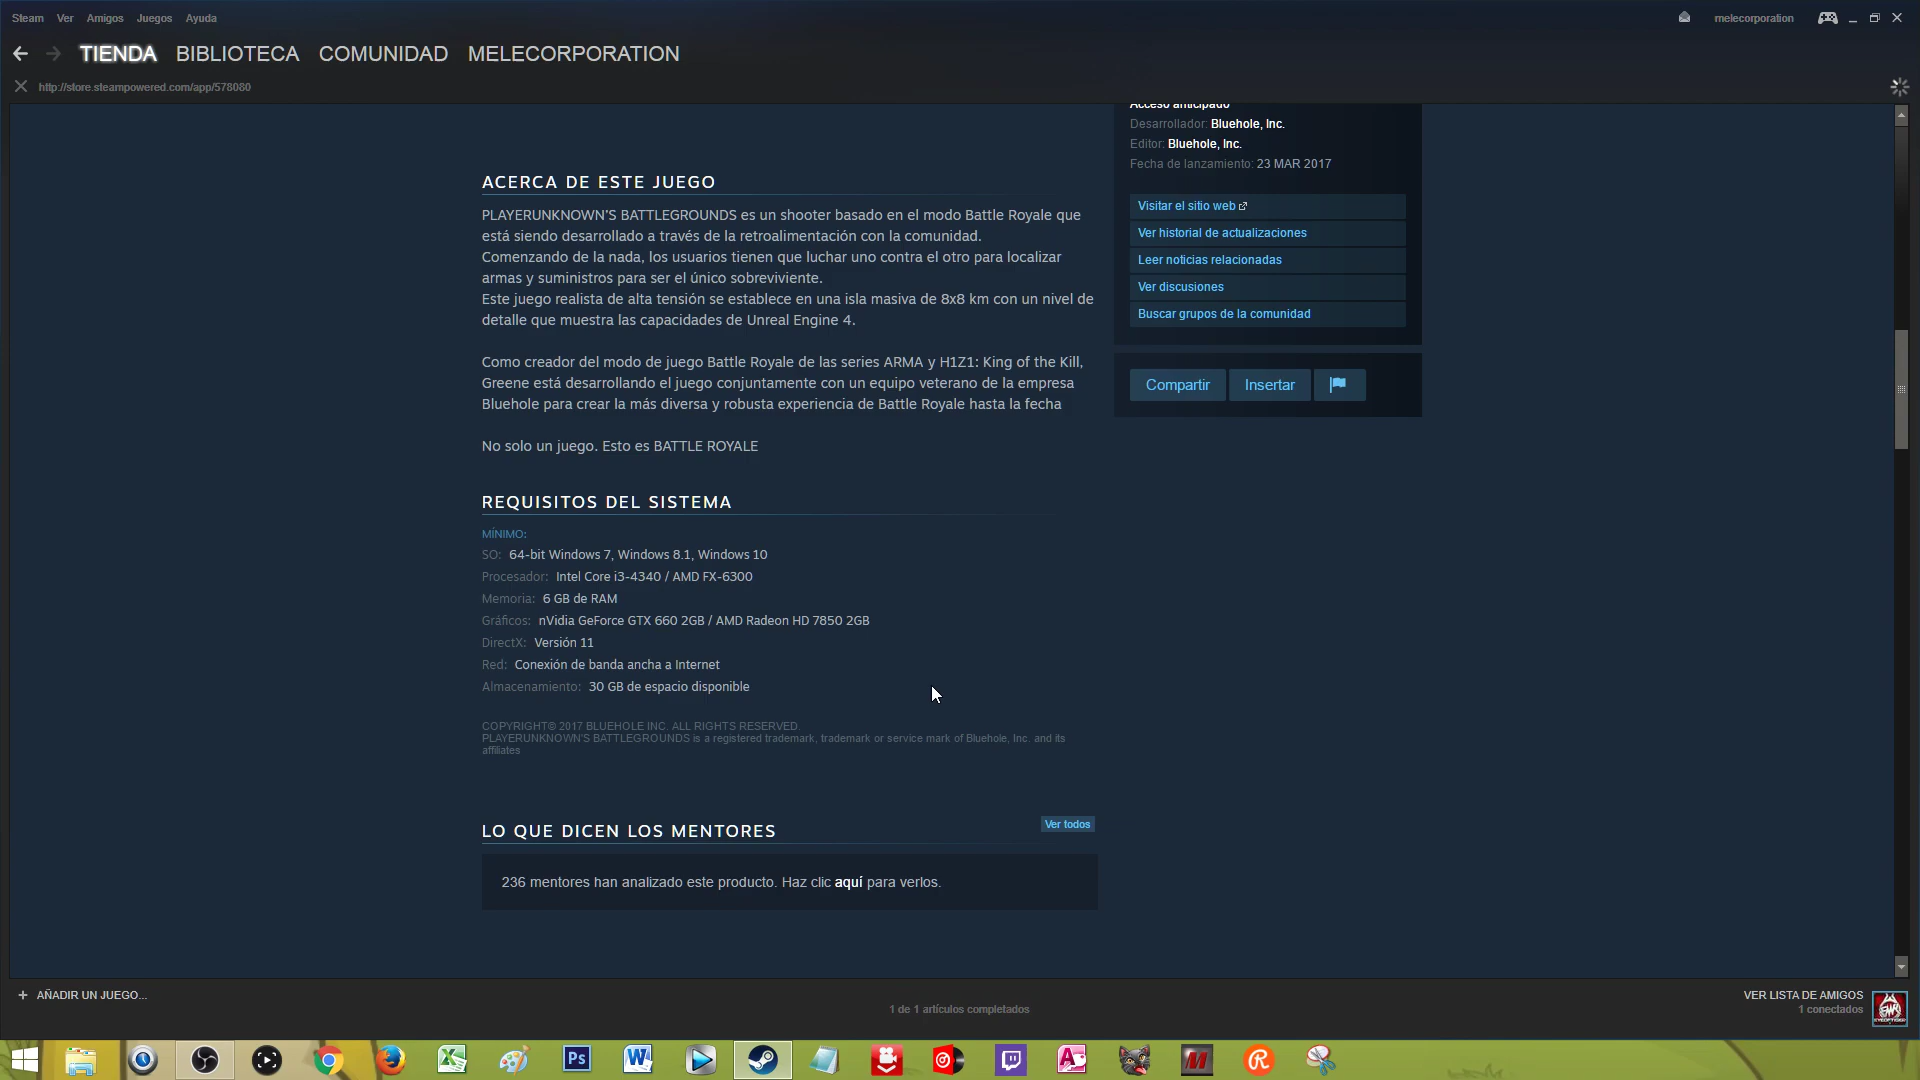 Steam Ver Amigos Juegos Ayuda
melecorporation
TIENDA BIBLIOTECA COMUNIDAD MELECORPORATION
http://store.steampowered.com/app/578080
Acceso anticipado
Desarrollador: Bluehole, Inc.
Editor: Bluehole, Inc.
Fecha de lanzamiento: 23 MAR 2017
Visitar el sitio web
Ver historial de actualizaciones
Leer noticias relacionadas
Ver discusiones
Buscar grupos de la comunidad
Compartir Insertar
ACERCA DE ESTE JUEGO
PLAYERUNKNOWN'S BATTLEGROUNDS es un shooter basado en el modo Battle Royale que
está siendo desarrollado a través de la retroalimentación con la comunidad.
Comenzando de la nada, los usuarios tienen que luchar uno contra el otro para localizar
armas y suministros para ser el único sobreviviente.
Este juego realista de alta tensión se establece en una isla masiva de 8x8 km con un nivel de
detalle que muestra las capacidades de Unreal Engine 4.
Como creador del modo de juego Battle Royale de las series ARMA y H1Z1: King of the Kill,
Greene está desarrollando el juego conjuntamente con un equipo veterano de la empresa
Bluehole para crear la más diversa y robusta experiencia de Battle Royale hasta la fecha
No solo un juego. Esto es BATTLE ROYALE
REQUISITOS DEL SISTEMA
MÍNIMO:
SO: 64-bit Windows 7, Windows 8.1, Windows 10
Procesador: Intel Core i3-4340 / AMD FX-6300
Memoria: 6 GB de RAM
Gráficos: nVidia GeForce GTX 660 2GB / AMD Radeon HD 7850 2GB
DirectX: Versión 11
Red: Conexión de banda ancha a Internet
Almacenamiento: 30 GB de espacio disponible
COPYRIGHT© 2017 BLUEHOLE INC. ALL RIGHTS RESERVED.
PLAYERUNKNOWN'S BATTLEGROUNDS is a registered trademark, trademark or service mark of Bluehole, Inc. and its
affiliates
LO QUE DICEN LOS MENTORES
Ver todos
236 mentores han analizado este producto. Haz clic aquí para verlos.
+ AÑADIR UN JUEGO...
1 de 1 artículos completados
VER LISTA DE AMIGOS
1 conectados
Ps